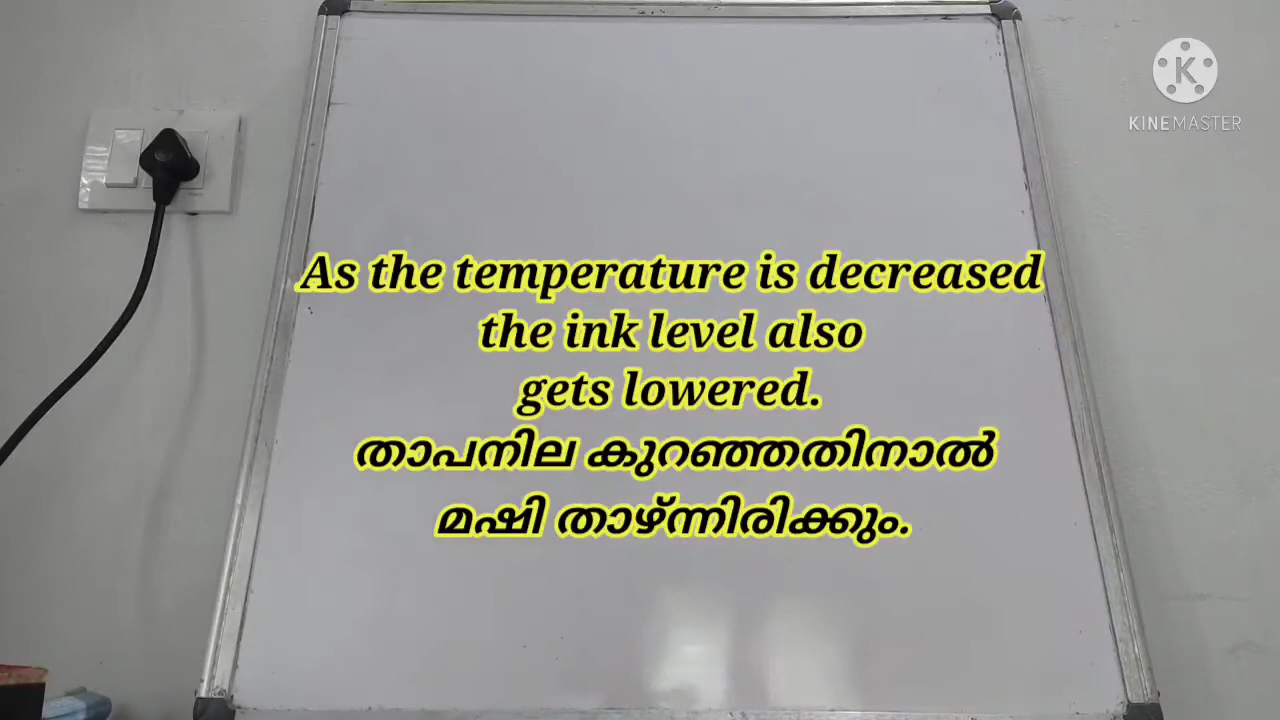 KINEMASTER
As the temperature is decreased
the ink level also
gets lowered.
താപനില കുറഞ്ഞതിനാൽ
മഷി താഴ്ന്നിരിക്കും.